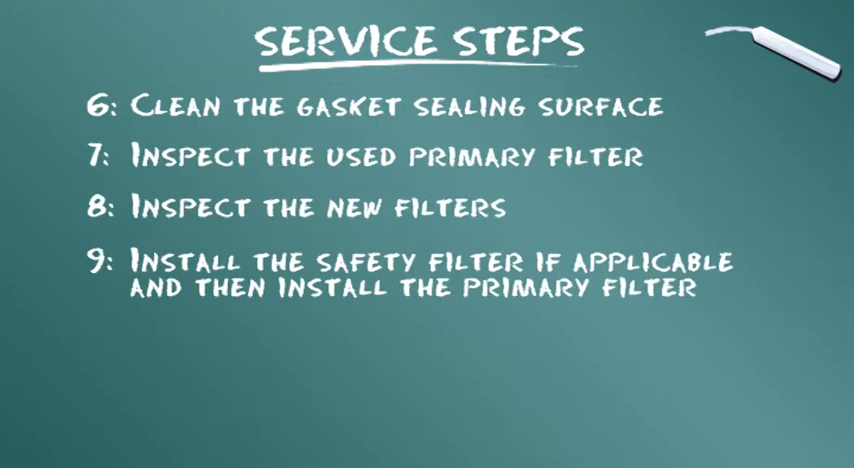 SERVICE STEPS
6: CLEAN THE GASKET SEALING SURFACE
7: INSPECT THE USED PRIMARY FILTER
8: INSPECT THE NEW FILTERS
9: INSTALL THE SAFETY FILTER IF APPLICABLE
AND THEN INSTALL THE PRIMARY FILTER